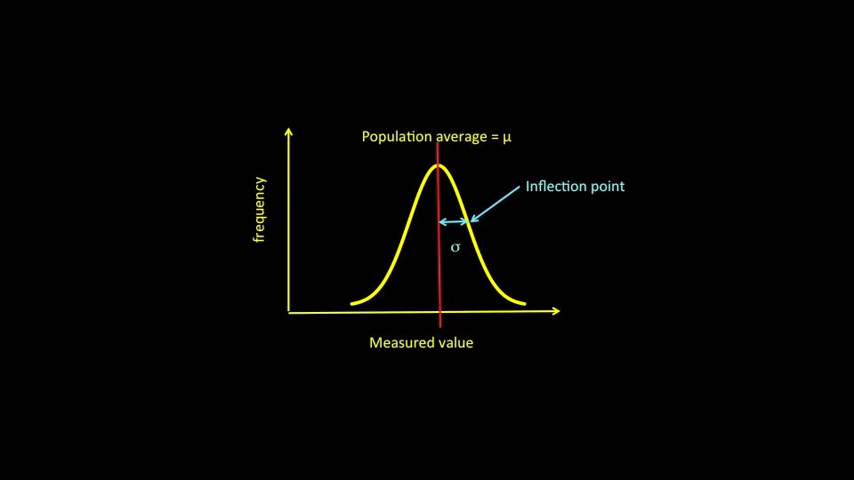 Population average = μ
Inflection point
frequency
σ
Measured value